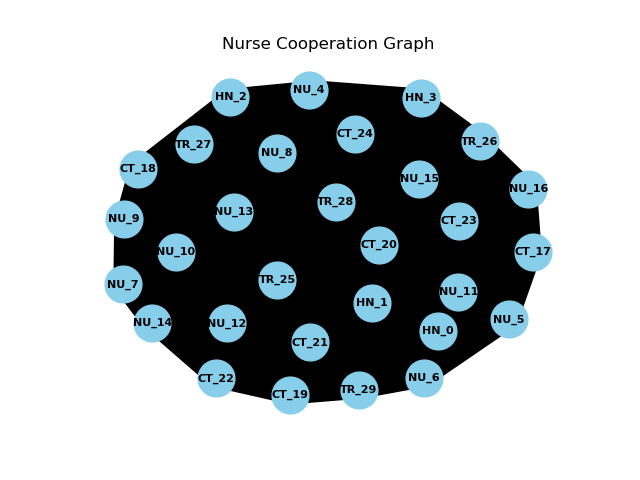 Nurse Cooperation Graph
NU_4
HN_2
HN_3
CT_24
TR_26
TR_27
NU_8
CT_18
NU_15
NU_16
TR_28
NU_13
NU_9
CT_23
CT_20
NU_10
CT_17
TR_25
NU_7
NU_11
HN_1
NU_5
NU_14
NU_12
HN_0
CT_21
CT_22
NU_6
TR_29
CT_19